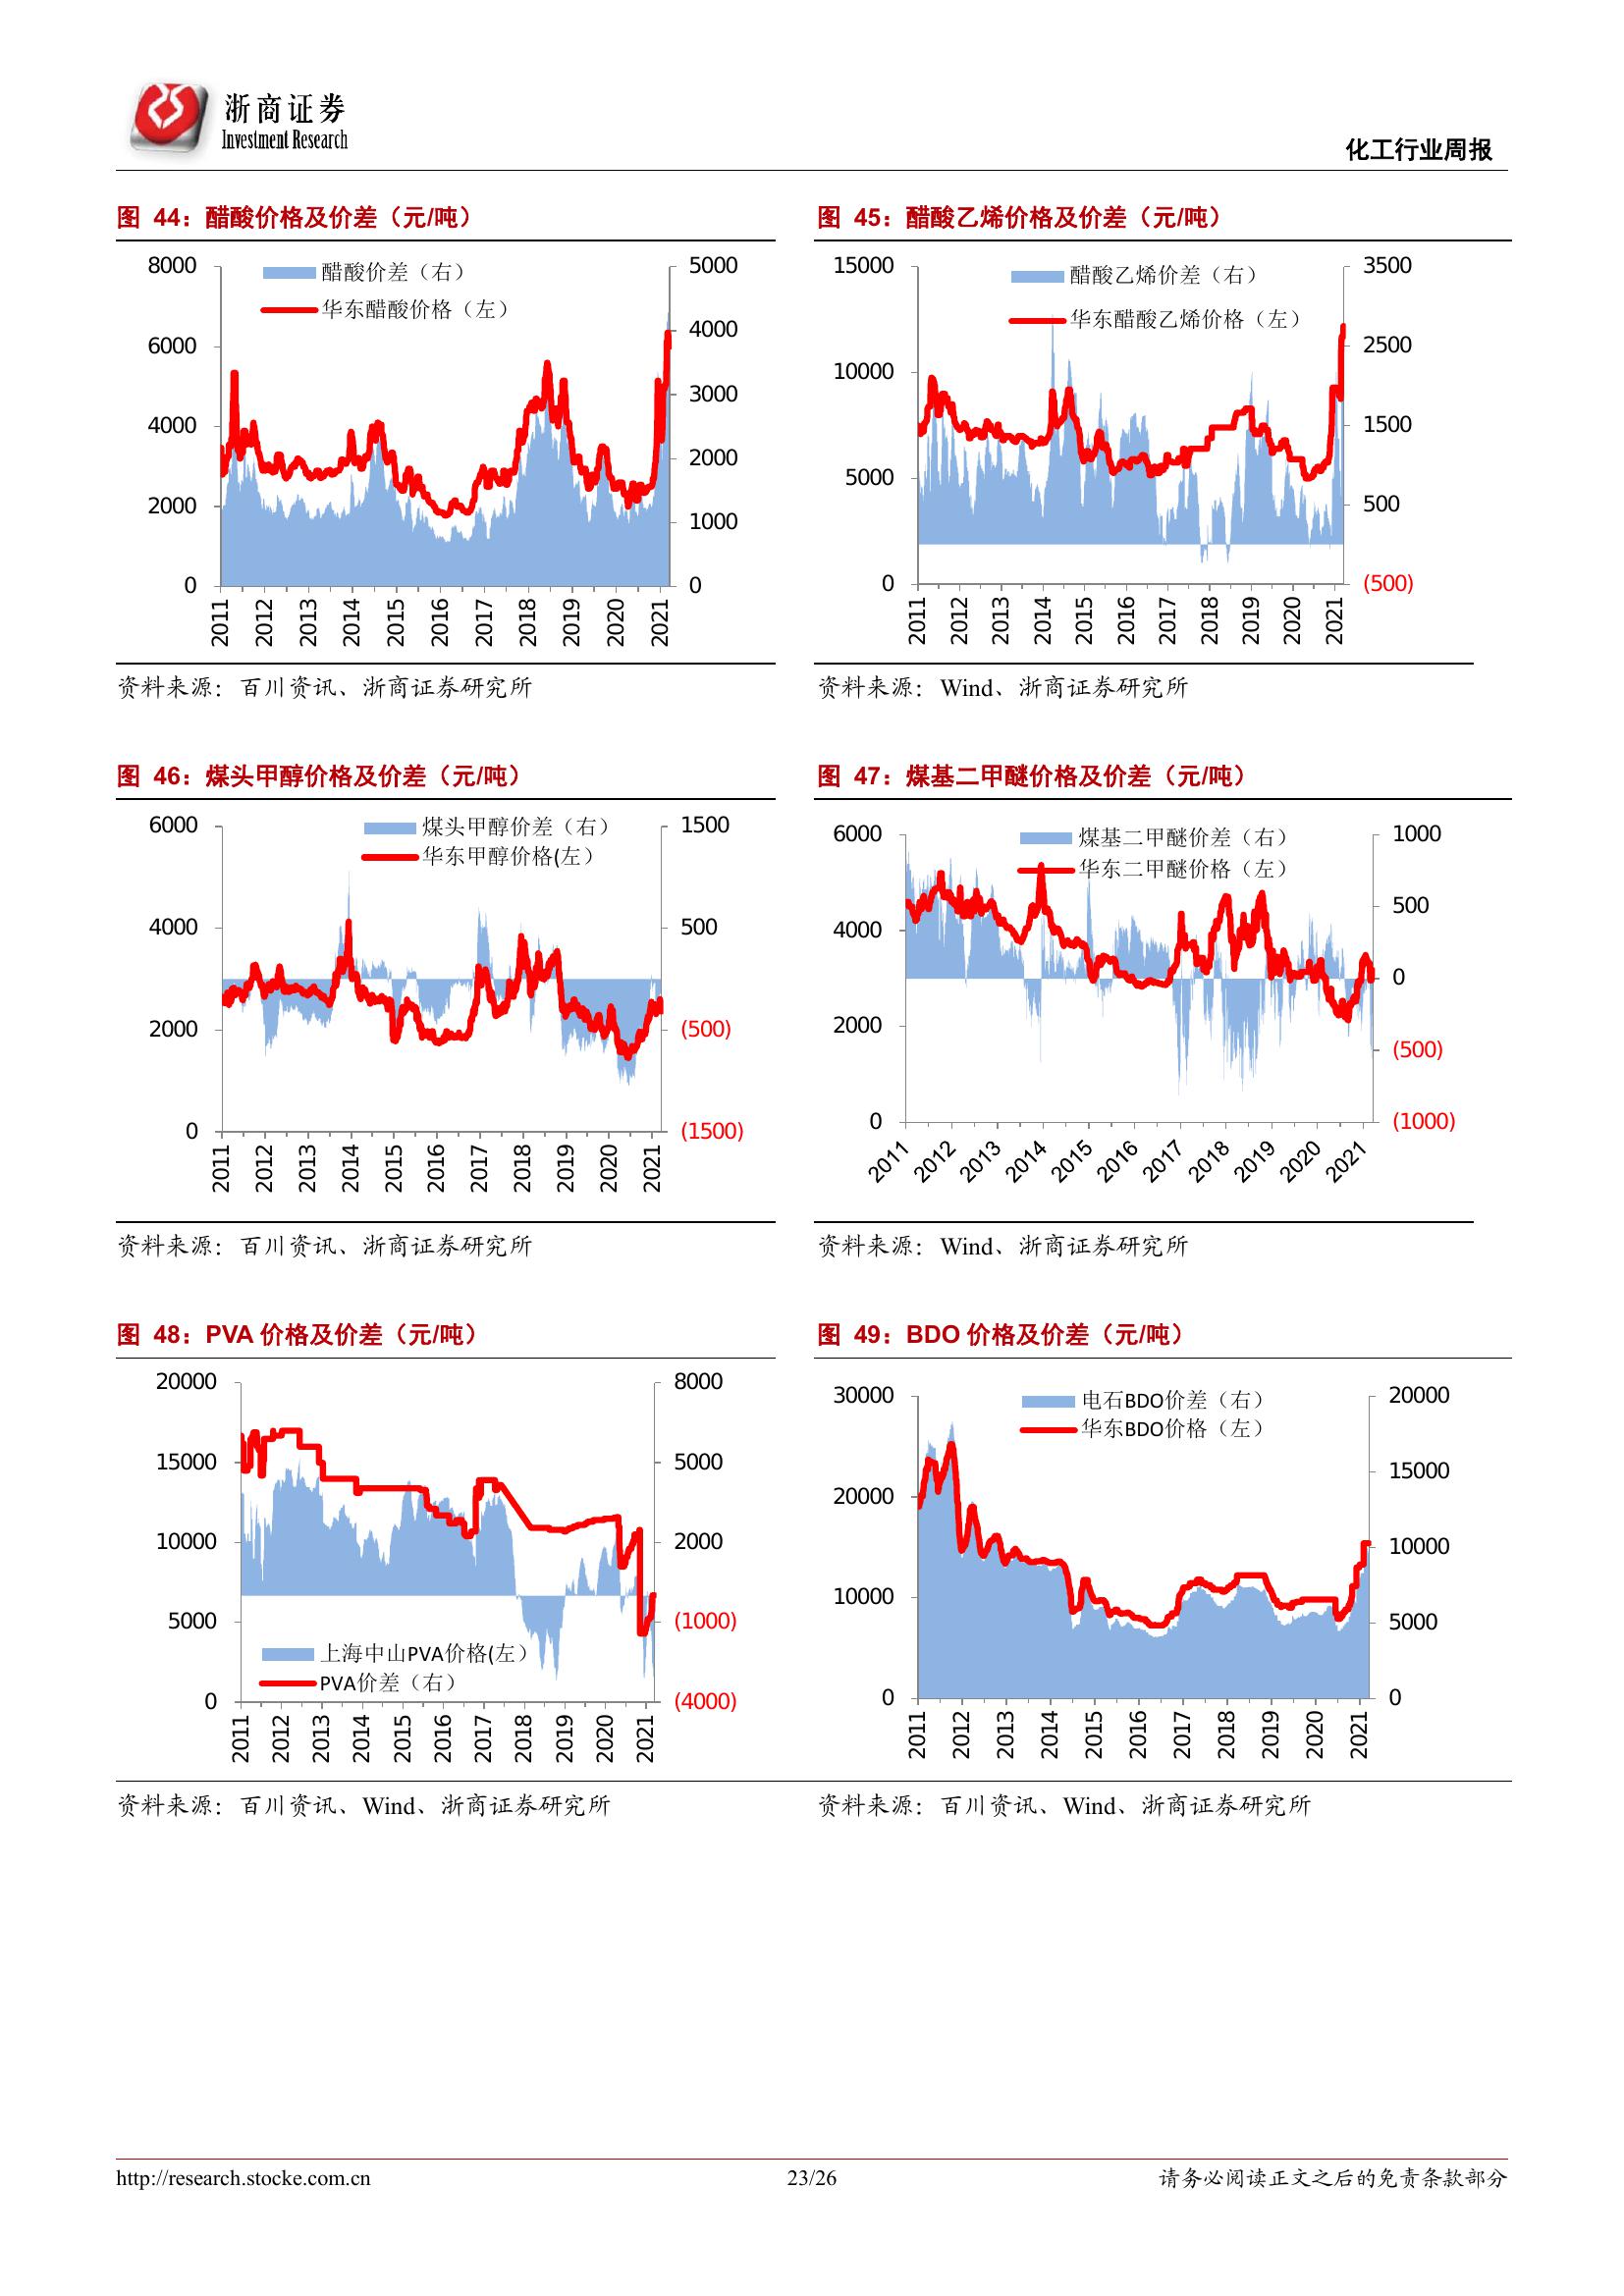 浙商证券
Investment Research
化工行业周报
图 44：醋酸价格及价差（元/吨）
8000
6000
4000
2000
0
醋酸价差（右）
华东醋酸价格（左）
5000
4000
3000
2000
1000
0
2011 2012 2013 2014 2015 2016 2017 2018 2019 2020 2021
资料来源：百川资讯、浙商证券研究所
图 45：醋酸乙烯价格及价差（元/吨）
15000
10000
5000
0
醋酸乙烯价差（右）
华东醋酸乙烯价格（左）
3500
2500
1500
500
(500)
2011 2012 2013 2014 2015 2016 2017 2018 2019 2020 2021
资料来源：Wind、浙商证券研究所
图 46：煤头甲醇价格及价差（元/吨）
6000
4000
2000
0
煤头甲醇价差（右）
华东甲醇价格(左）
1500
500
(500)
(1500)
2011 2012 2013 2014 2015 2016 2017 2018 2019 2020 2021
资料来源：百川资讯、浙商证券研究所
图 47：煤基二甲醚价格及价差（元/吨）
6000
4000
2000
0
煤基二甲醚价差（右）
华东二甲醚价格（左）
1000
500
0
(500)
(1000)
2011 2012 2013 2014 2015 2016 2017 2018 2019 2020 2021
资料来源：Wind、浙商证券研究所
图 48：PVA 价格及价差（元/吨）
20000
15000
10000
5000
0
上海中山PVA价格(左）
PVA价差（右）
8000
5000
2000
(1000)
(4000)
2011 2012 2013 2014 2015 2016 2017 2018 2019 2020 2021
资料来源：百川资讯、Wind、浙商证券研究所
图 49：BDO 价格及价差（元/吨）
30000
20000
10000
0
电石BDO价差（右）
华东BDO价格（左）
20000
15000
10000
5000
0
2011 2012 2013 2014 2015 2016 2017 2018 2019 2020 2021
资料来源：百川资讯、Wind、浙商证券研究所
http://research.stocke.com.cn
23/26
请务必阅读正文之后的免责条款部分